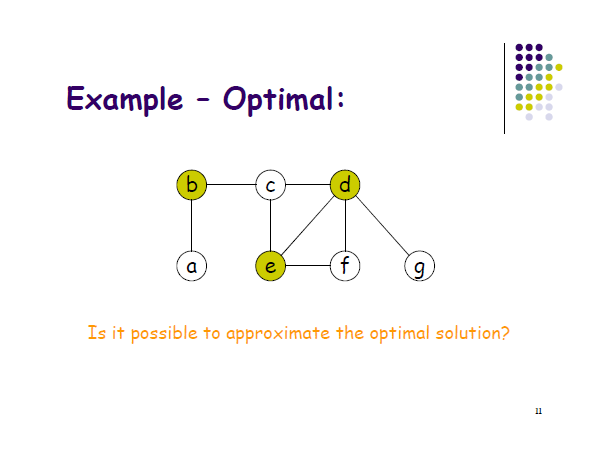 Example – Optimal:
b c d
a e f g
Is it possible to approximate the optimal solution?
11